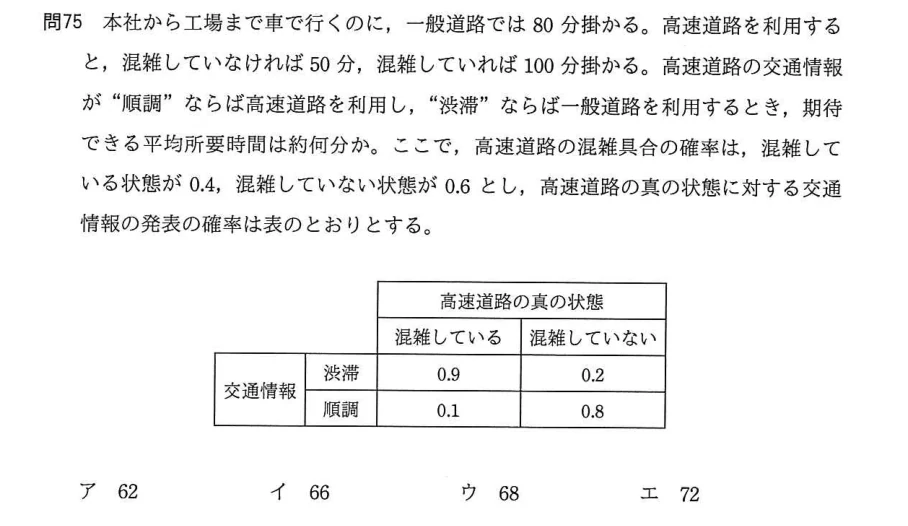 問75 本社から工場まで車で行くのに，一般道路では 80 分掛かる。高速道路を利用する
と，混雑していなければ 50 分，混雑していれば 100 分掛かる。高速道路の交通情報
が“順調”ならば高速道路を利用し，“渋滞”ならば一般道路を利用するとき，期待
できる平均所要時間は約何分か。ここで，高速道路の混雑具合の確率は，混雑して
いる状態が 0.4，混雑していない状態が 0.6 とし，高速道路の真の状態に対する交通
情報の発表の確率は表のとおりとする。
高速道路の真の状態
混雑している 混雑していない
交通情報 渋滞 0.9 0.2
順調 0.1 0.8
ア 62 イ 66 ウ 68 エ 72